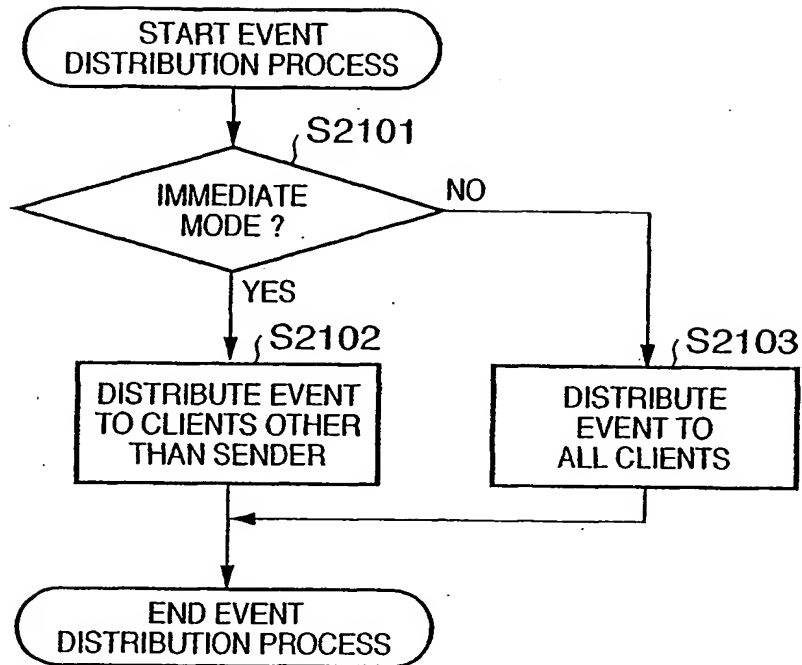 START EVENT
DISTRIBUTION PROCESS
S2101
IMMEDIATE
MODE ?
NO
YES
S2102
DISTRIBUTE EVENT
TO CLIENTS OTHER
THAN SENDER
S2103
DISTRIBUTE
EVENT TO
ALL CLIENTS
END EVENT
DISTRIBUTION PROCESS